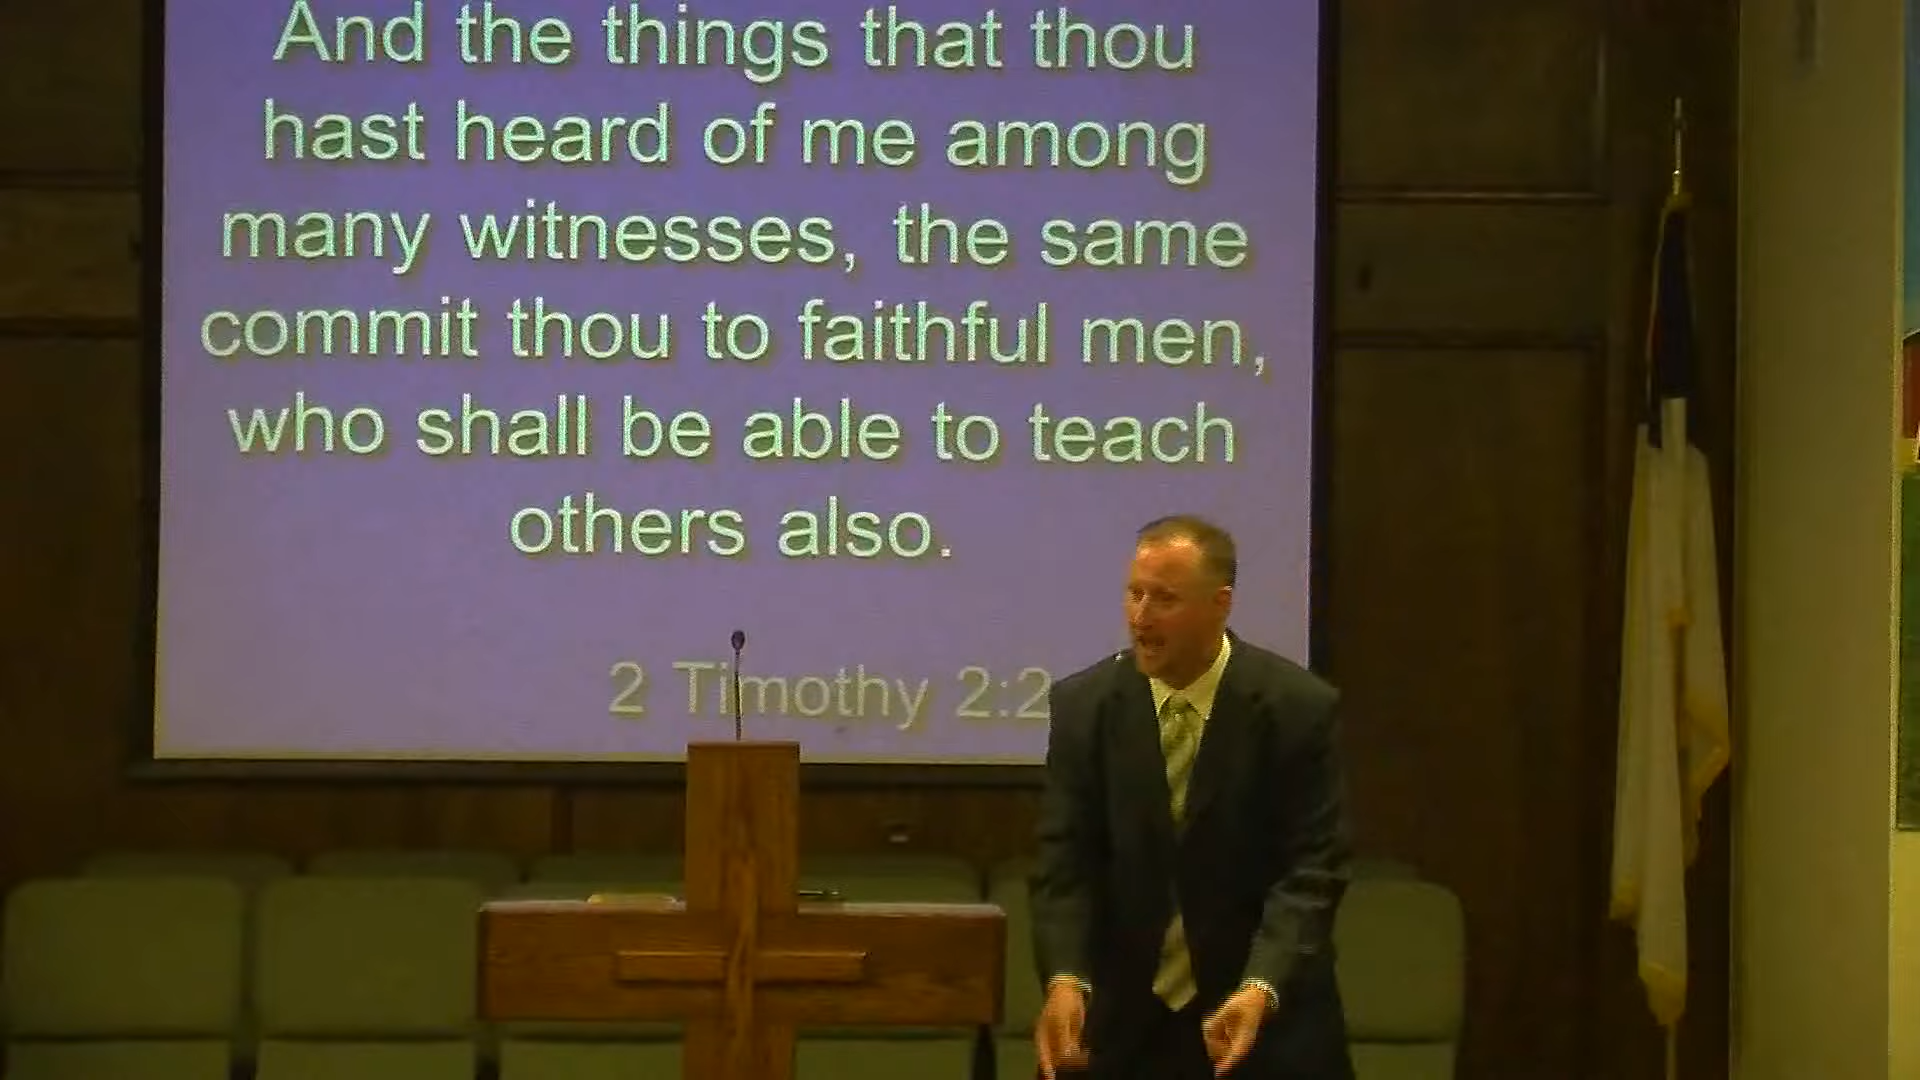 And the things that thou
hast heard of me among
many witnesses, the same
commit thou to faithful men,
who shall be able to teach
others also.
2 Timothy 2:2